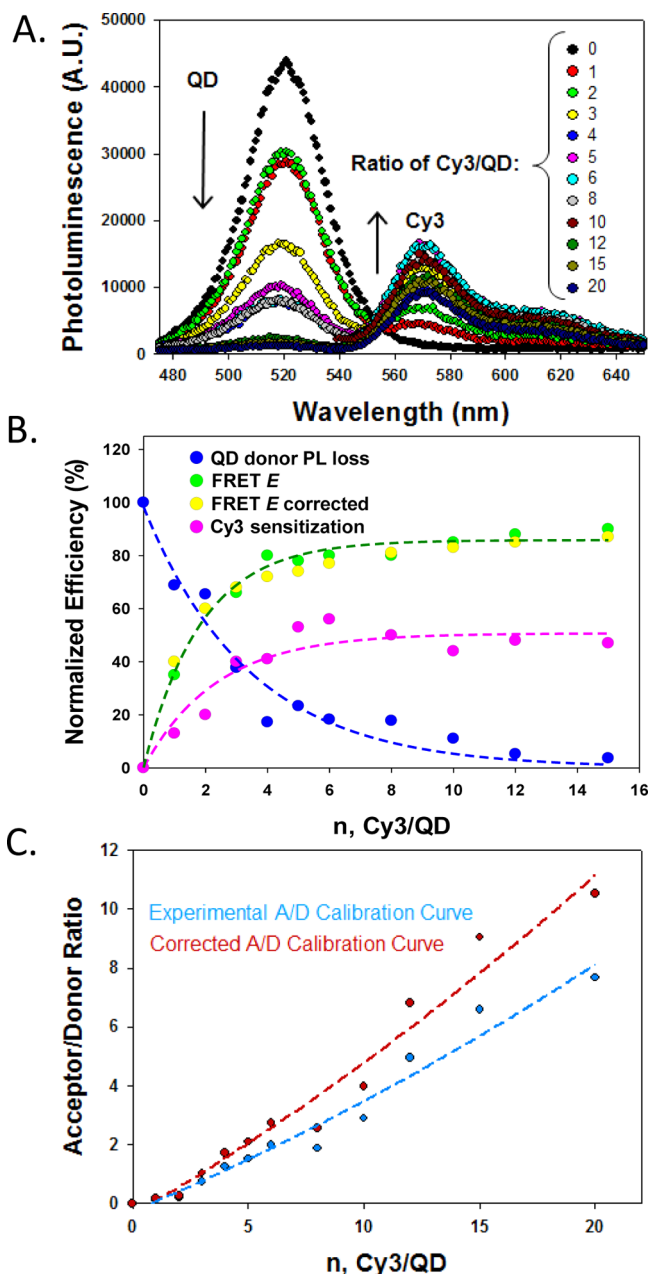 A.
Photoluminescence (A.U.)
50000
40000
30000
20000
10000
0
QD
Ratio of Cy3/QD:
Cy3
0
1
2
3
4
5
6
8
10
12
15
20
480 520 540 560 580 600 640
Wavelength (nm)
B.
Normalized Efficiency (%)
120
100
80
60
40
20
0
QD donor PL loss
FRET E
FRET E corrected
Cy3 sensitization
0 2 4 6 8 10 12 14 16
n, Cy3/QD
C.
Acceptor/Donor Ratio
12
10
8
6
4
2
0
Experimental A/D Calibration Curve
Corrected A/D Calibration Curve
0 5 10 15 20
n, Cy3/QD